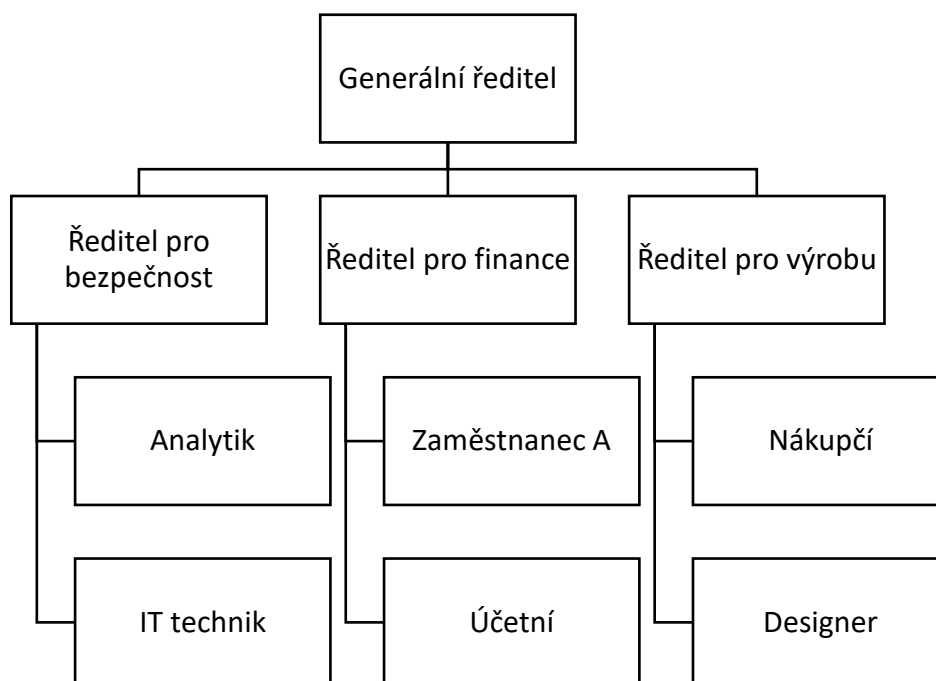 Generální ředitel
Ředitel pro
bezpečnost
Ředitel pro finance
Ředitel pro výrobu
Analytik
Zaměstnanec A
Nákupčí
IT technik
Účetní
Designer